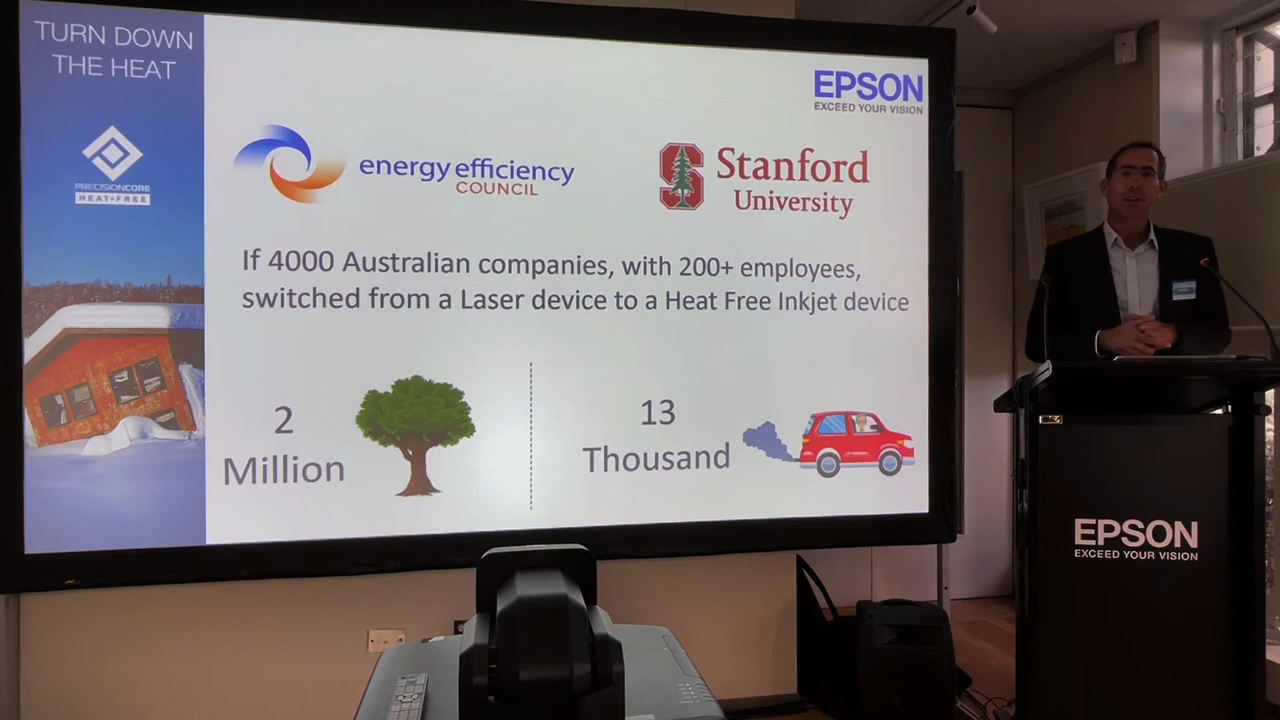 TURN DOWN
THE HEAT
PRECISIONCORE
HEAT-FREE
EPSON
EXCEED YOUR VISION
energy efficiency
COUNCIL
S
Stanford
University
If 4000 Australian companies, with 200+ employees,
switched from a Laser device to a Heat Free Inkjet device
2
Million
13
Thousand
EPSON
EXCEED YOUR VISION